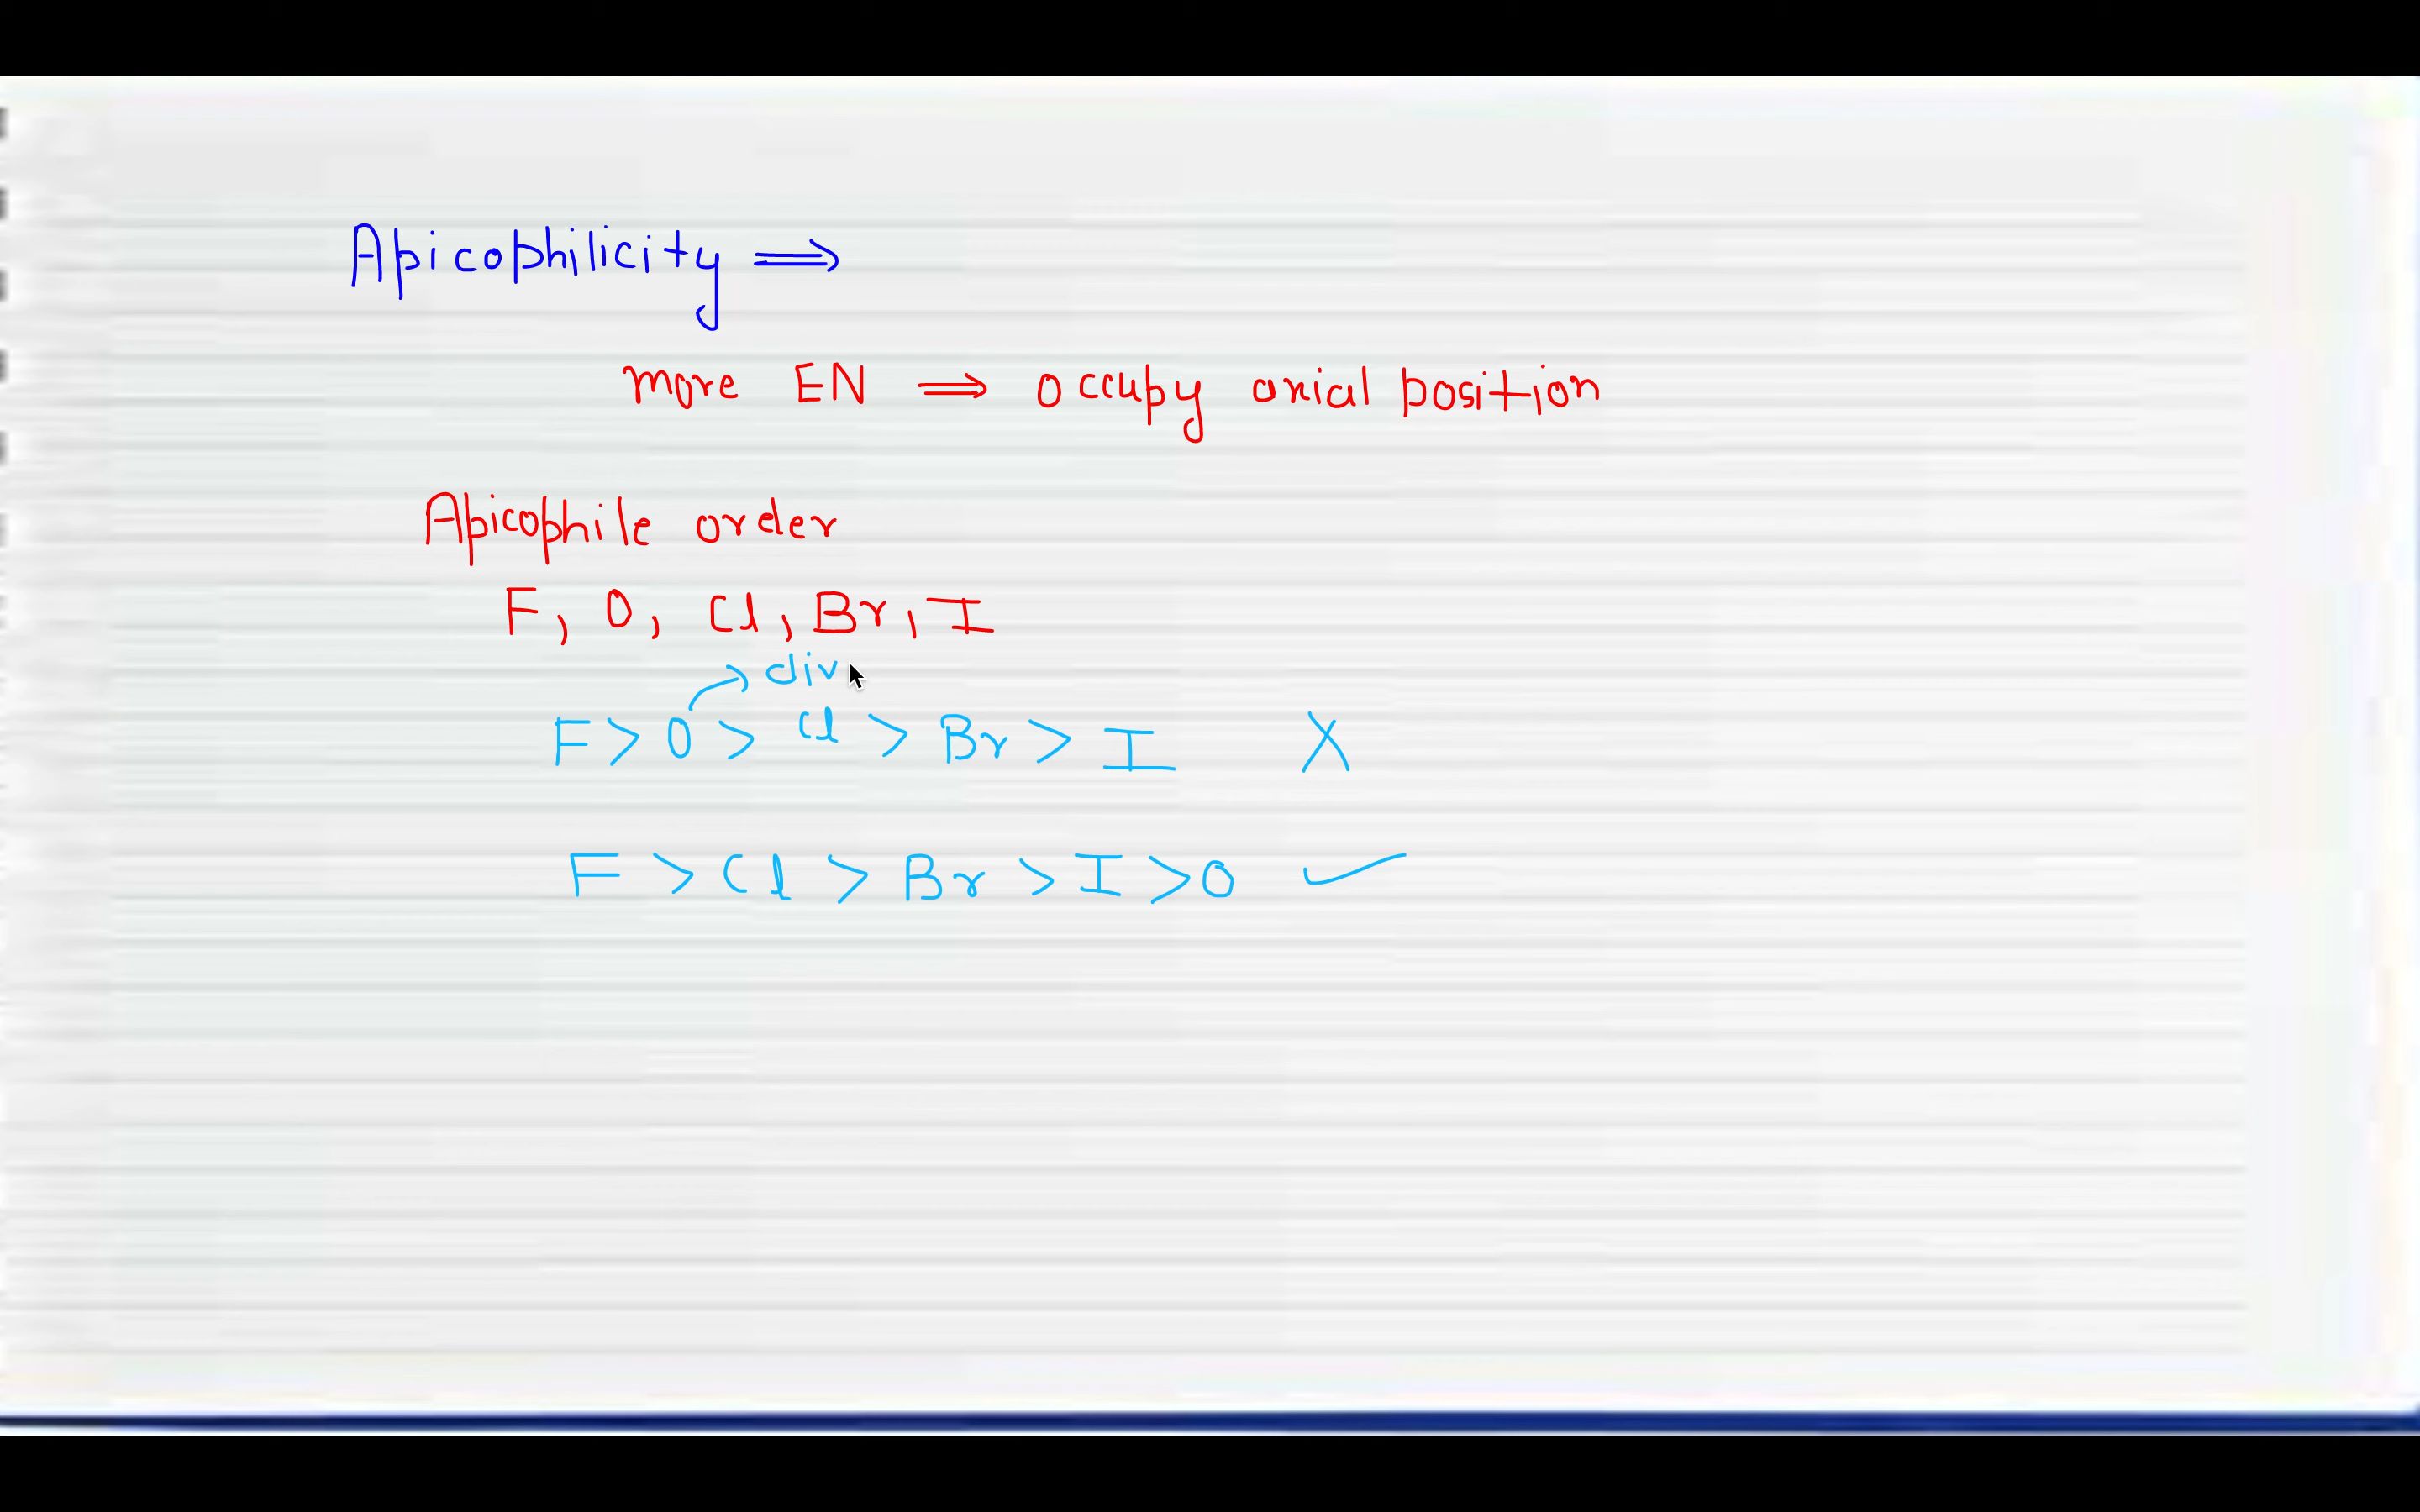 Apicophilicity ⟹
more EN ⟹ occupy axial position
Apicophile order
F, O, Cl, Br, I
div
F > O > Cl > Br > I X
F > Cl > Br > I > O ✓